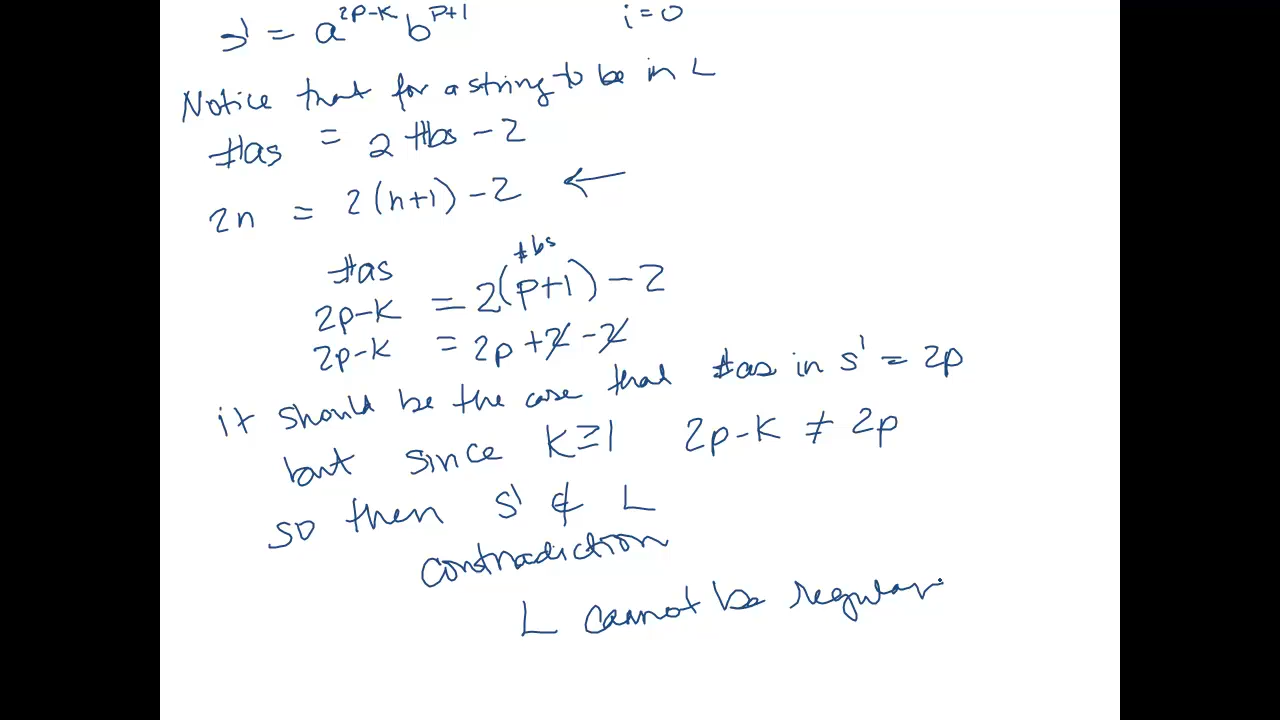 s' = a^{2p-k} b^{p+1} i=0
Notice that for a string to be in L
#as = 2 #bs - 2
2n = 2(n+1) - 2 ←
#bs
#as
2p-k = 2(p+1) - 2
2p-k = 2p + 2 - 2
it should be the case that #as in s' = 2p
but since k≥1 2p-k ≠ 2p
so then s' ∉ L
contradiction
L cannot be regular.